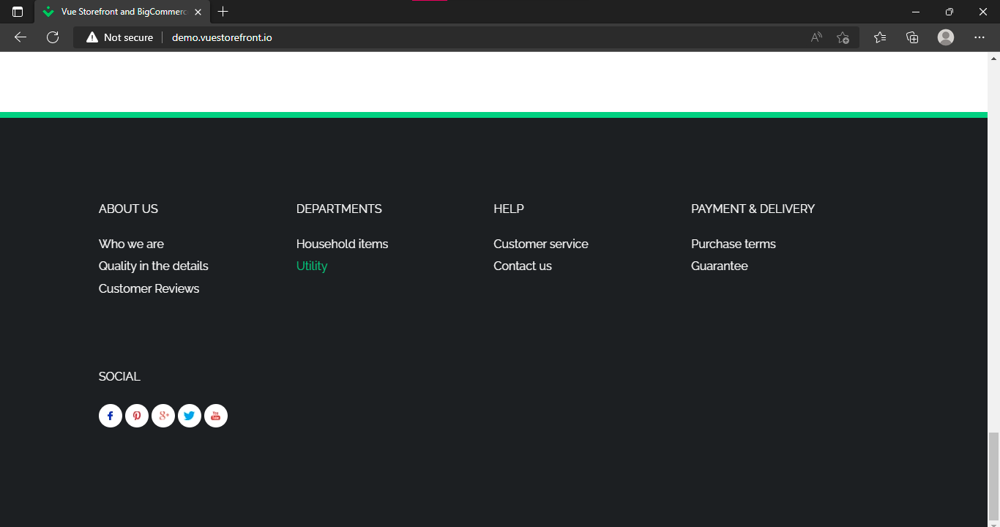 Vue Storefront and BigCommerc
Not secure
demo.vuestorefront.io
ABOUT US
Who we are
Quality in the details
Customer Reviews
DEPARTMENTS
Household items
Utility
HELP
Customer service
Contact us
PAYMENT & DELIVERY
Purchase terms
Guarantee
SOCIAL